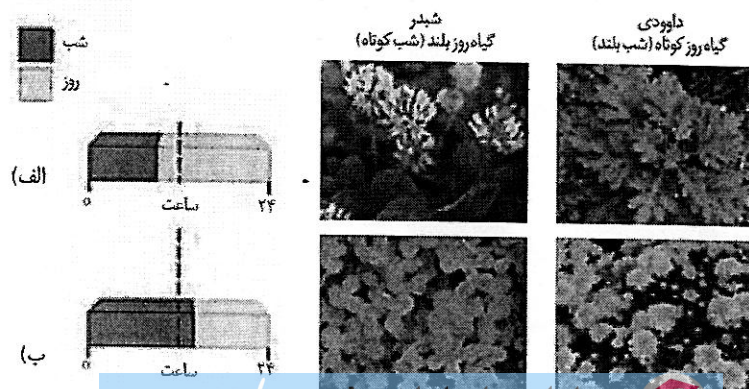 داوودی
گیاه روز کوتاه (شب بلند)
شبدر
گیاه روز بلند (شب کوتاه)
شب
روز
الف)
۰
ساعت
۲۴
ب)
۰
ساعت
۲۴